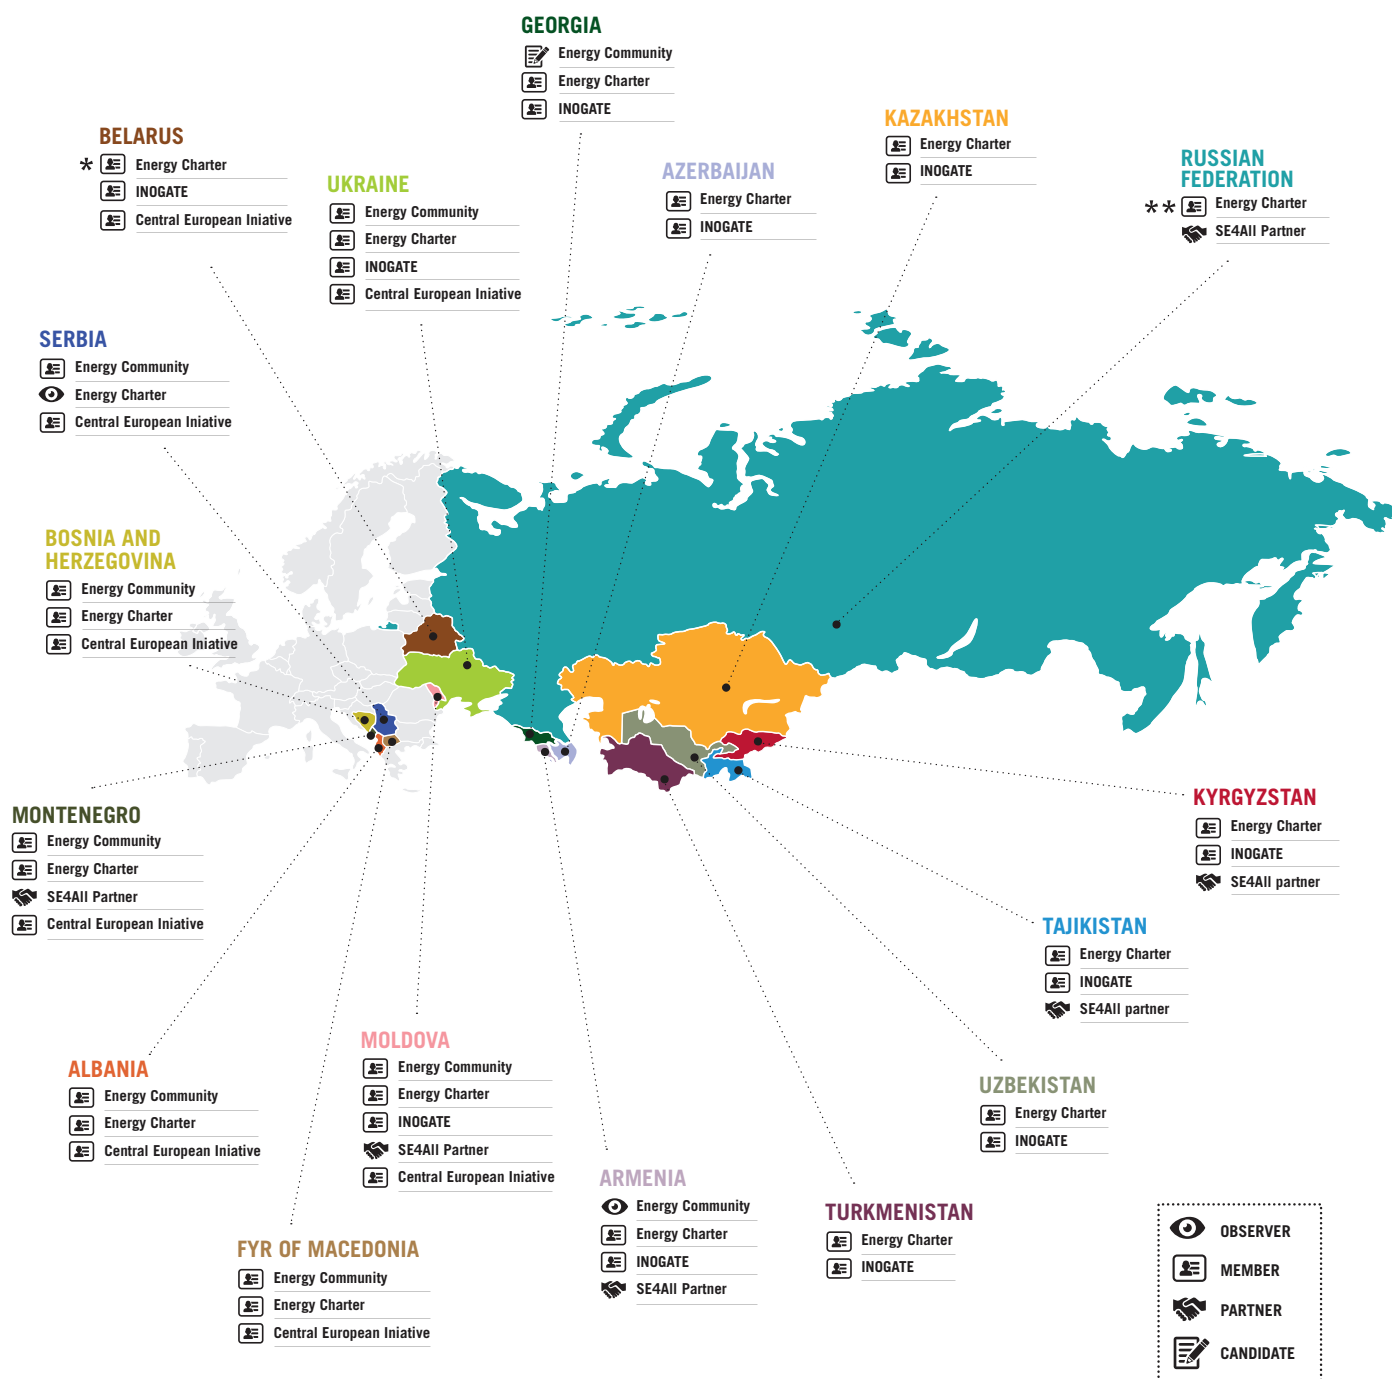 GEORGIA
Energy Community
Energy Charter
INOGATE
BELARUS
* Energy Charter
INOGATE
Central European Iniative
UKRAINE
Energy Community
Energy Charter
INOGATE
Central European Iniative
AZERBAIJAN
Energy Charter
INOGATE
KAZAKHSTAN
Energy Charter
INOGATE
RUSSIAN
FEDERATION
** Energy Charter
SE4All Partner
SERBIA
Energy Community
Energy Charter
Central European Iniative
BOSNIA AND
HERZEGOVINA
Energy Community
Energy Charter
Central European Iniative
MONTENEGRO
Energy Community
Energy Charter
SE4All Partner
Central European Iniative
KYRGYZSTAN
Energy Charter
INOGATE
SE4All partner
TAJIKISTAN
Energy Charter
INOGATE
SE4All partner
ALBANIA
Energy Community
Energy Charter
Central European Iniative
MOLDOVA
Energy Community
Energy Charter
INOGATE
SE4All Partner
Central European Iniative
UZBEKISTAN
Energy Charter
INOGATE
ARMENIA
Energy Community
Energy Charter
INOGATE
SE4All Partner
TURKMENISTAN
Energy Charter
INOGATE
FYR OF MACEDONIA
Energy Community
Energy Charter
Central European Iniative
OBSERVER
MEMBER
PARTNER
CANDIDATE